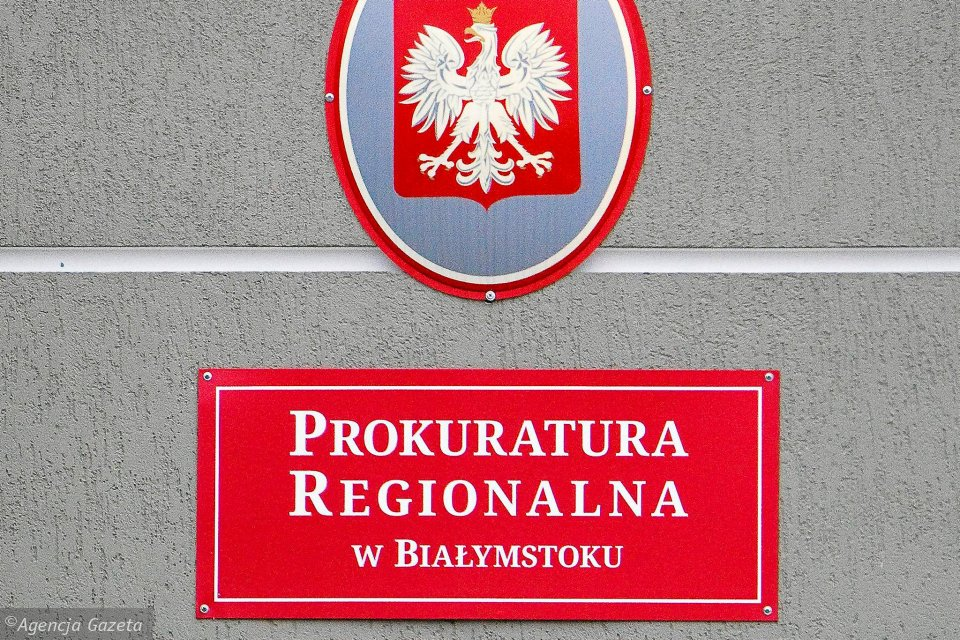 PROKURATURA
REGIONALNA
W BIAŁYMSTOKU
©Agencja Gazeta